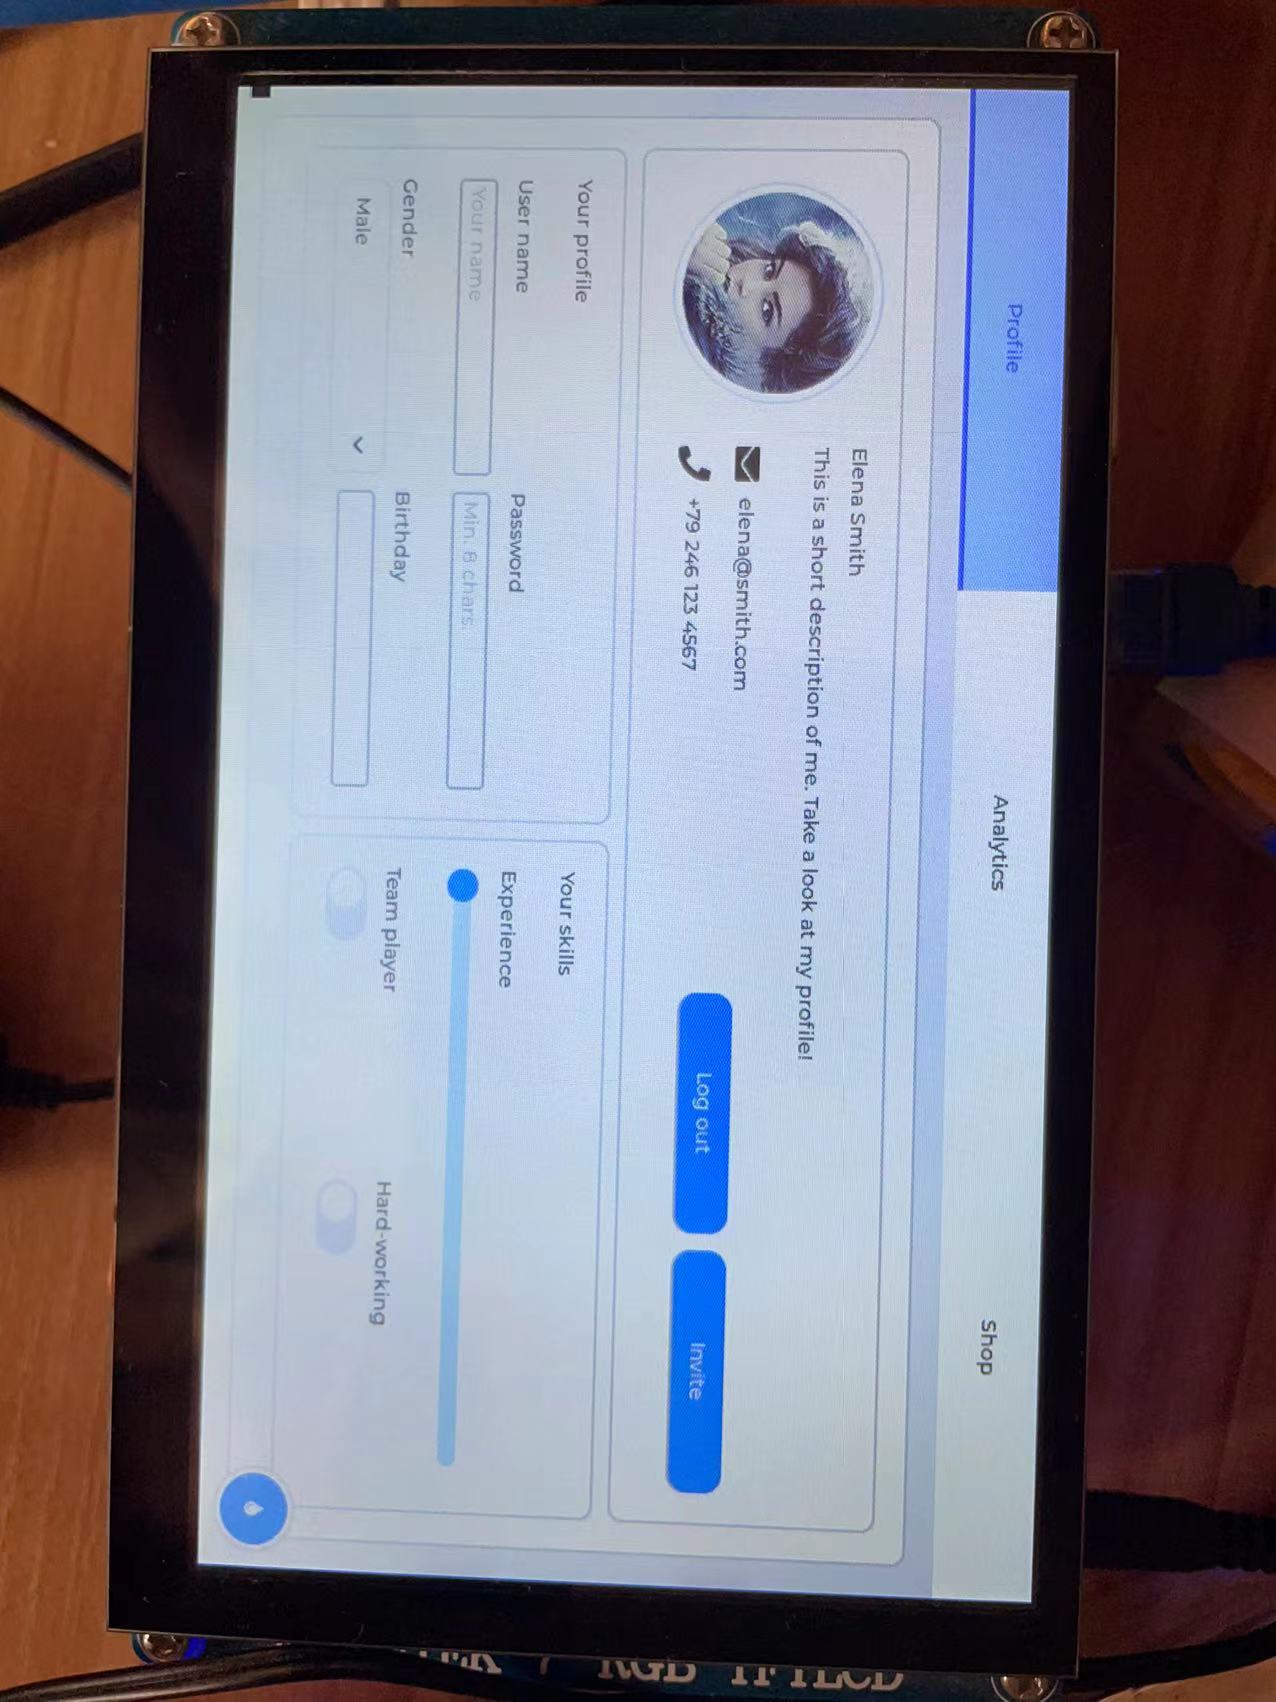 Profile
Analytics
Shop
Elena Smith
This is a short description of me. Take a look at my profile!
elena@smith.com
+79 246 123 4567
Log out
Invite
Your profile
User name
Password
Your name
Min. 8 chars.
Gender
Birthday
Male
Your skills
Experience
Team player
Hard-working
RGB TFTLCD